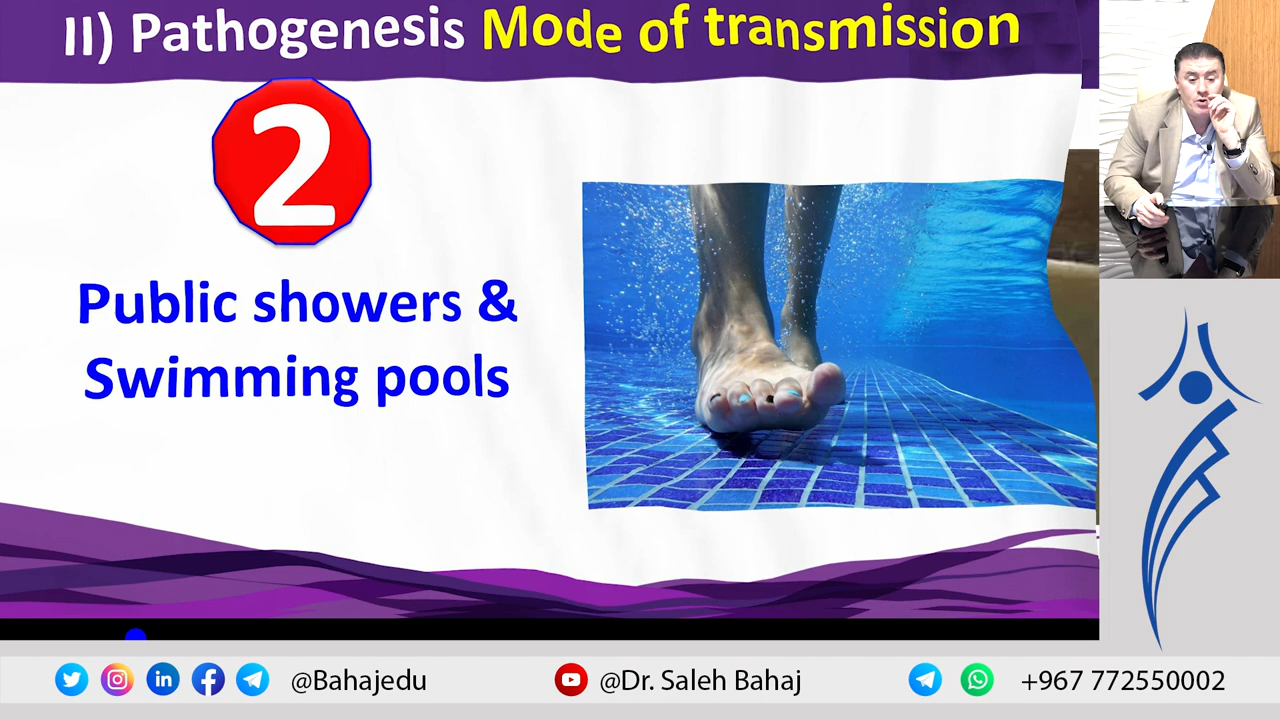 II) Pathogenesis Mode of transmission
2
Public showers &
Swimming pools
@Bahajedu
@Dr. Saleh Bahaj
+967 772550002